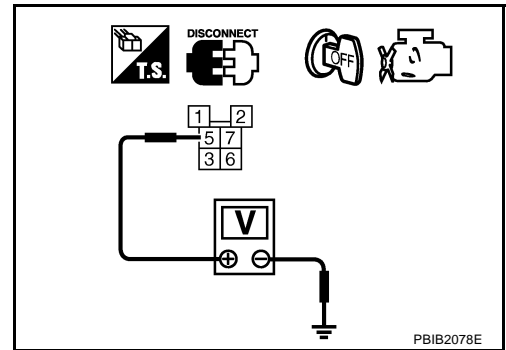 DISCONNECT
T.S.
OFF
1 2
5 7
3 6
V
+ −
PBIB2078E